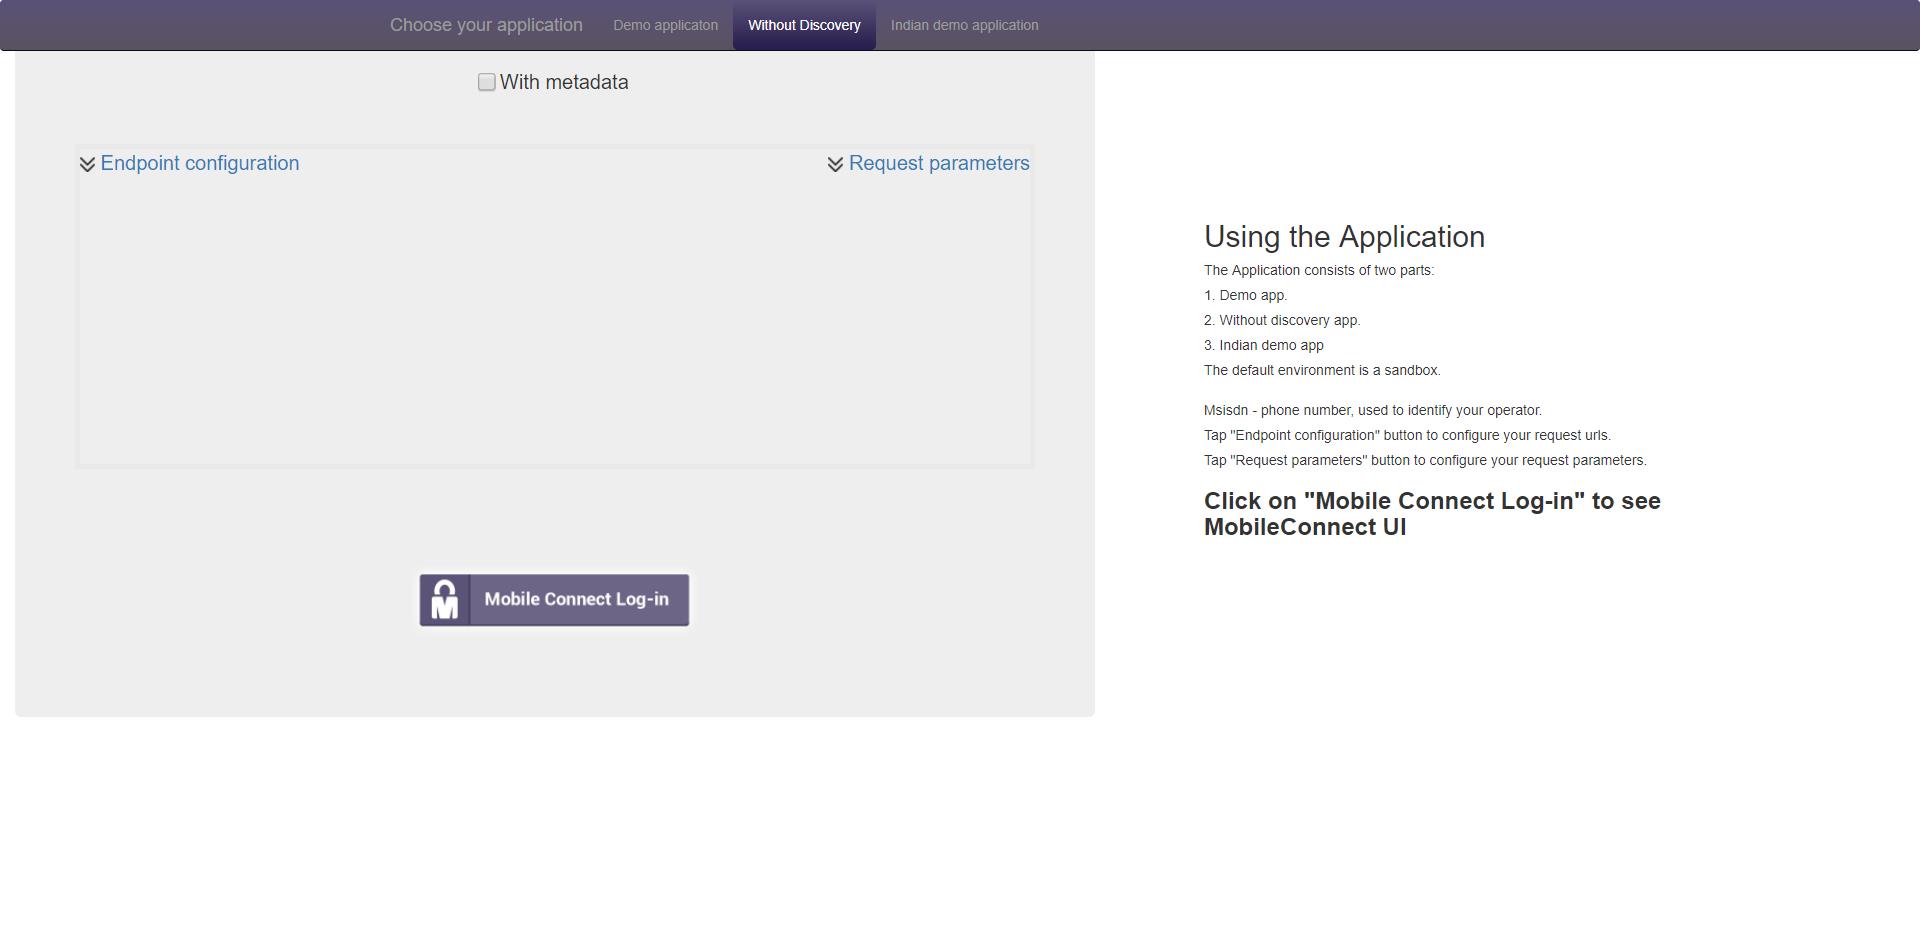 Choose your application
Demo applicaton
Without Discovery
Indian demo application
With metadata
Endpoint configuration
Request parameters
Mobile Connect Log-in
Using the Application
The Application consists of two parts:
1. Demo app.
2. Without discovery app.
3. Indian demo app
The default environment is a sandbox.
Msisdn - phone number, used to identify your operator.
Tap "Endpoint configuration" button to configure your request urls.
Tap "Request parameters" button to configure your request parameters.
Click on "Mobile Connect Log-in" to see
MobileConnect UI